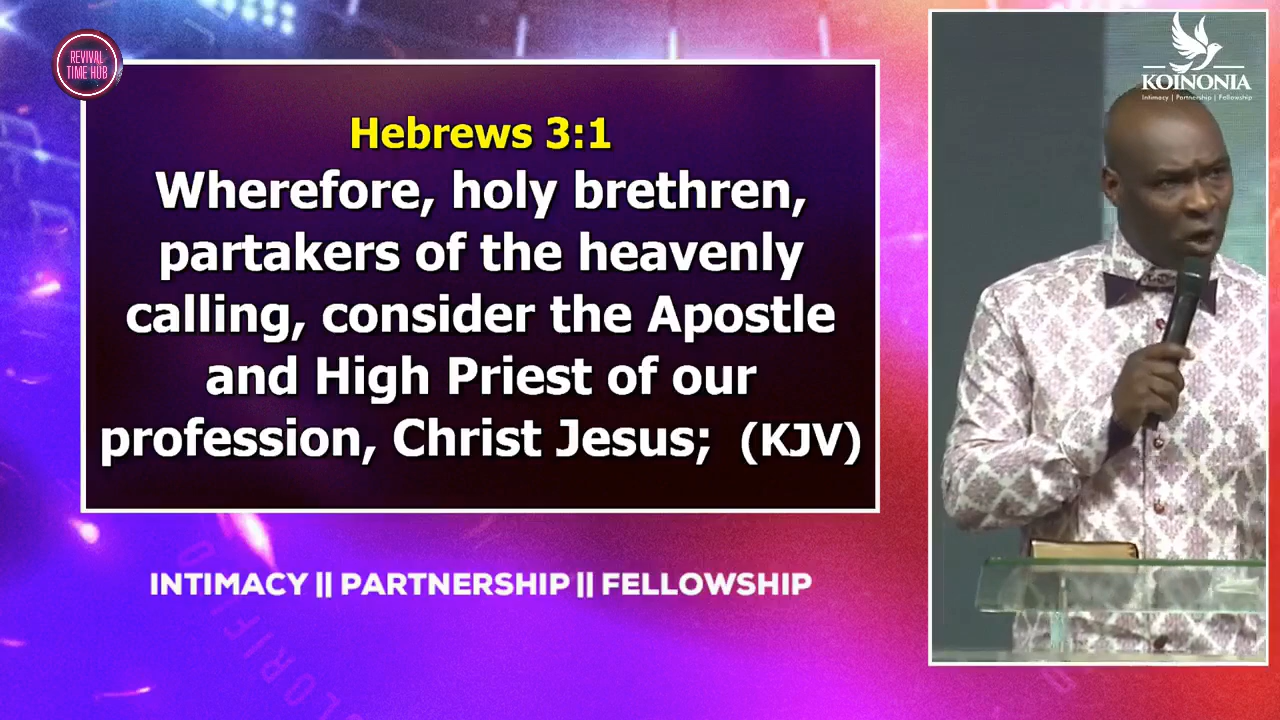 REVIVAL
TIME HUB
Hebrews 3:1
Wherefore, holy brethren,
partakers of the heavenly
calling, consider the Apostle
and High Priest of our
profession, Christ Jesus;  (KJV)
INTIMACY || PARTNERSHIP || FELLOWSHIP
KOINONIA
Intimacy | Partnership | Fellowship